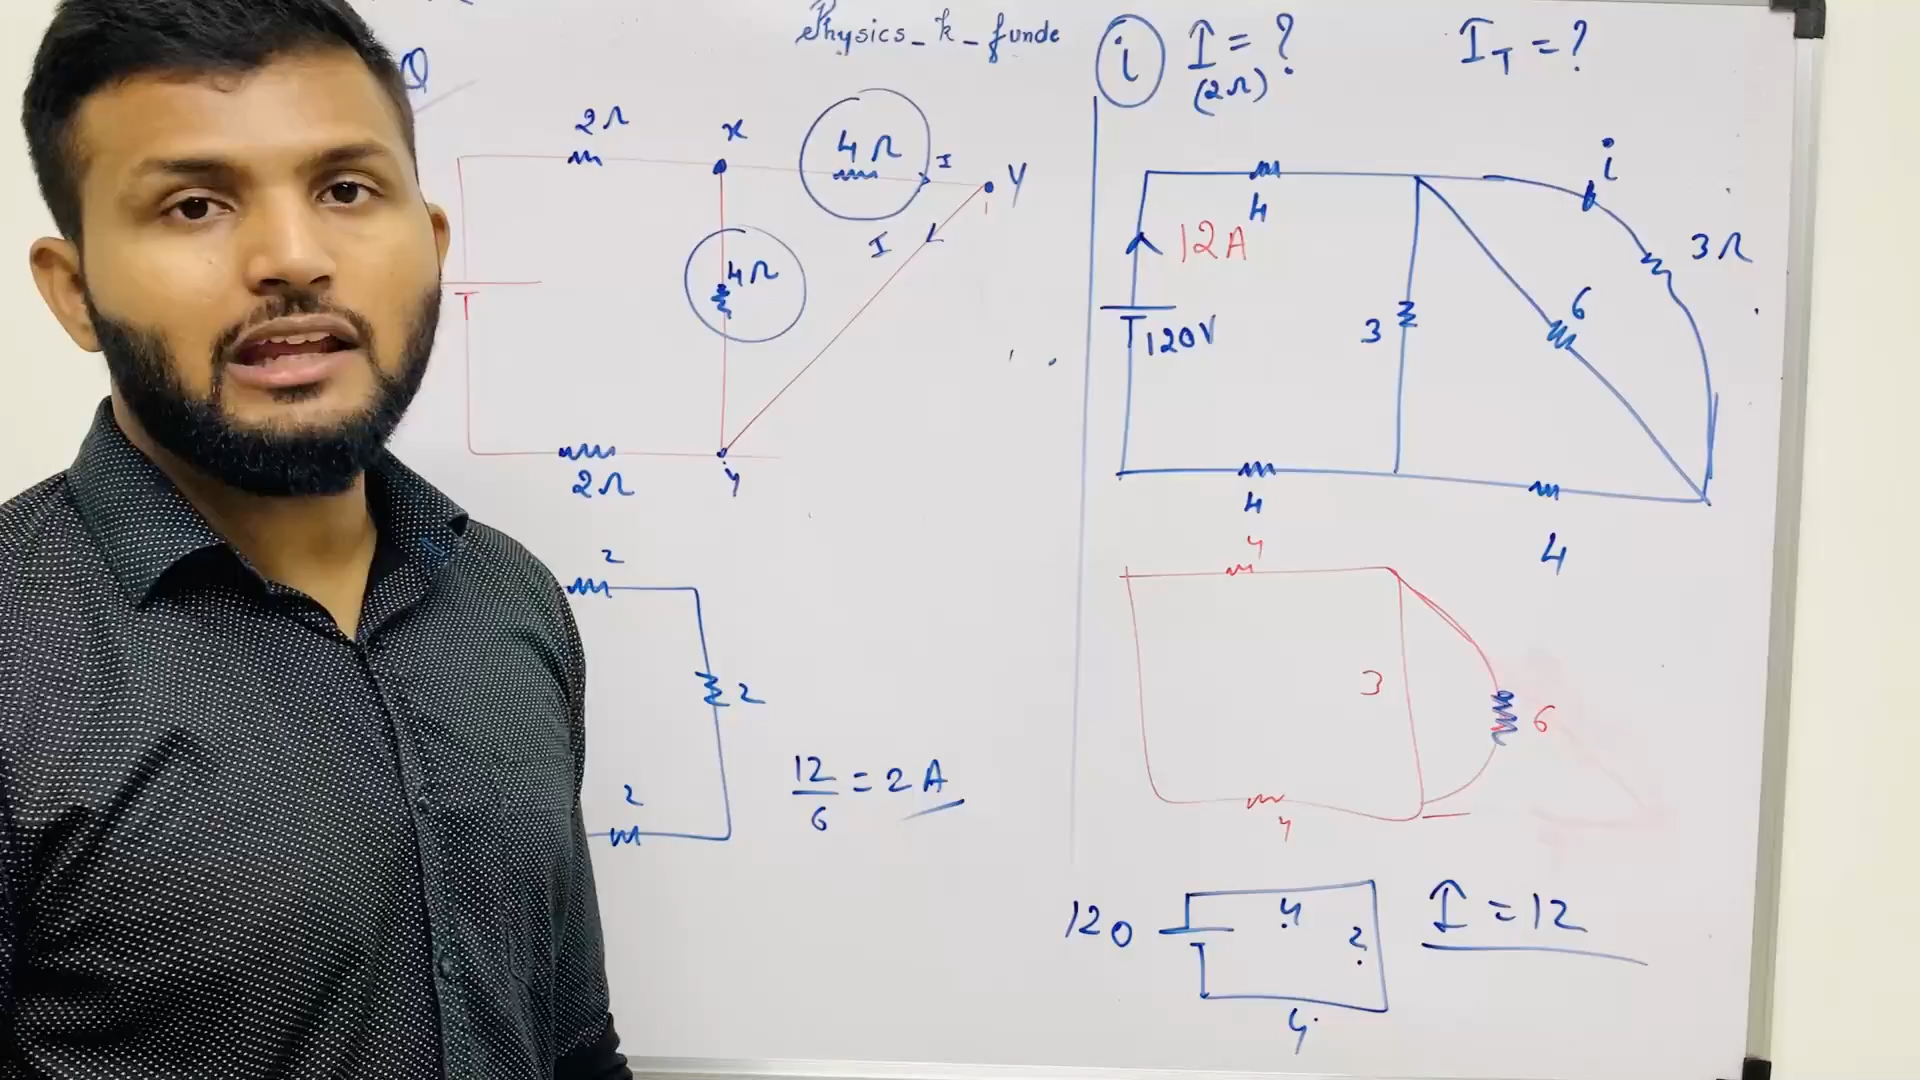 Physics_k_funde
Q
2Ω
x
4Ω
I
y
I
4Ω
2Ω
y
2
2
2
12/6 = 2 A
i
I = ?
(2Ω)
I_T = ?
i
4
12A
3Ω
6
3
120V
4
4
4
3
6
4
120
4
2
4
I = 12